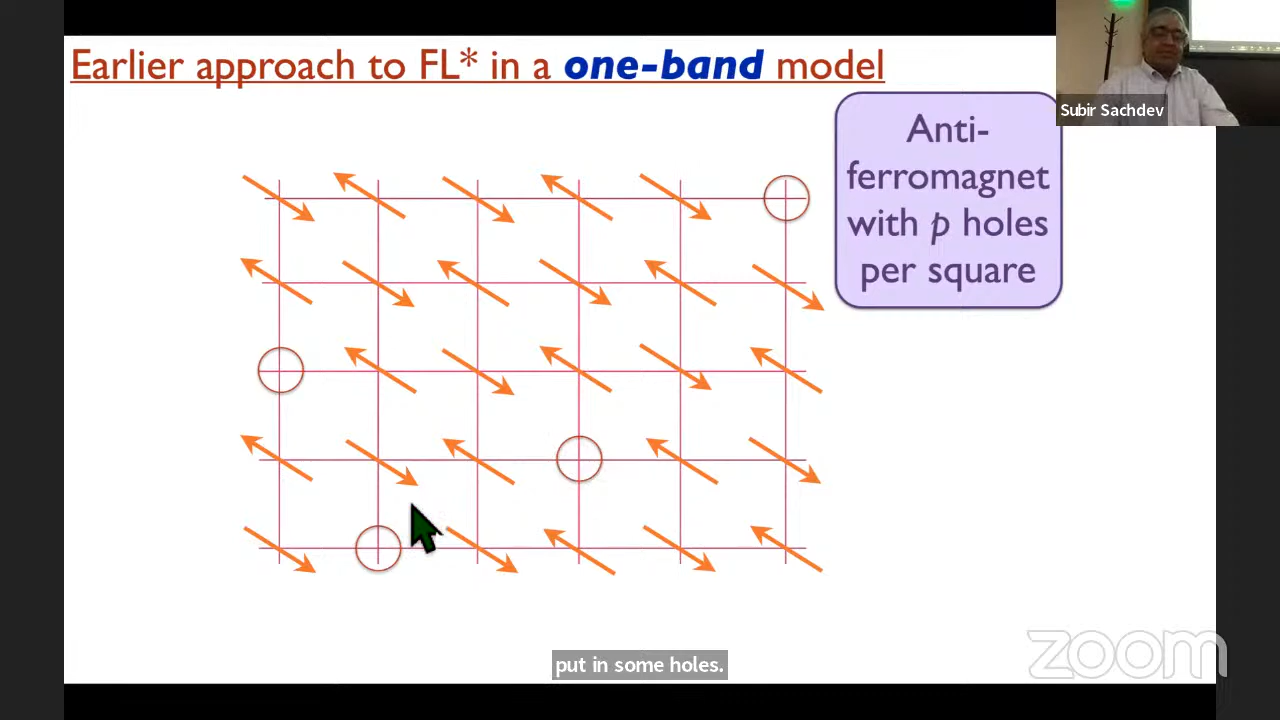 Earlier approach to FL* in a one-band model
Subir Sachdev
Anti-
ferromagnet
with p holes
per square
put in some holes.
zoom